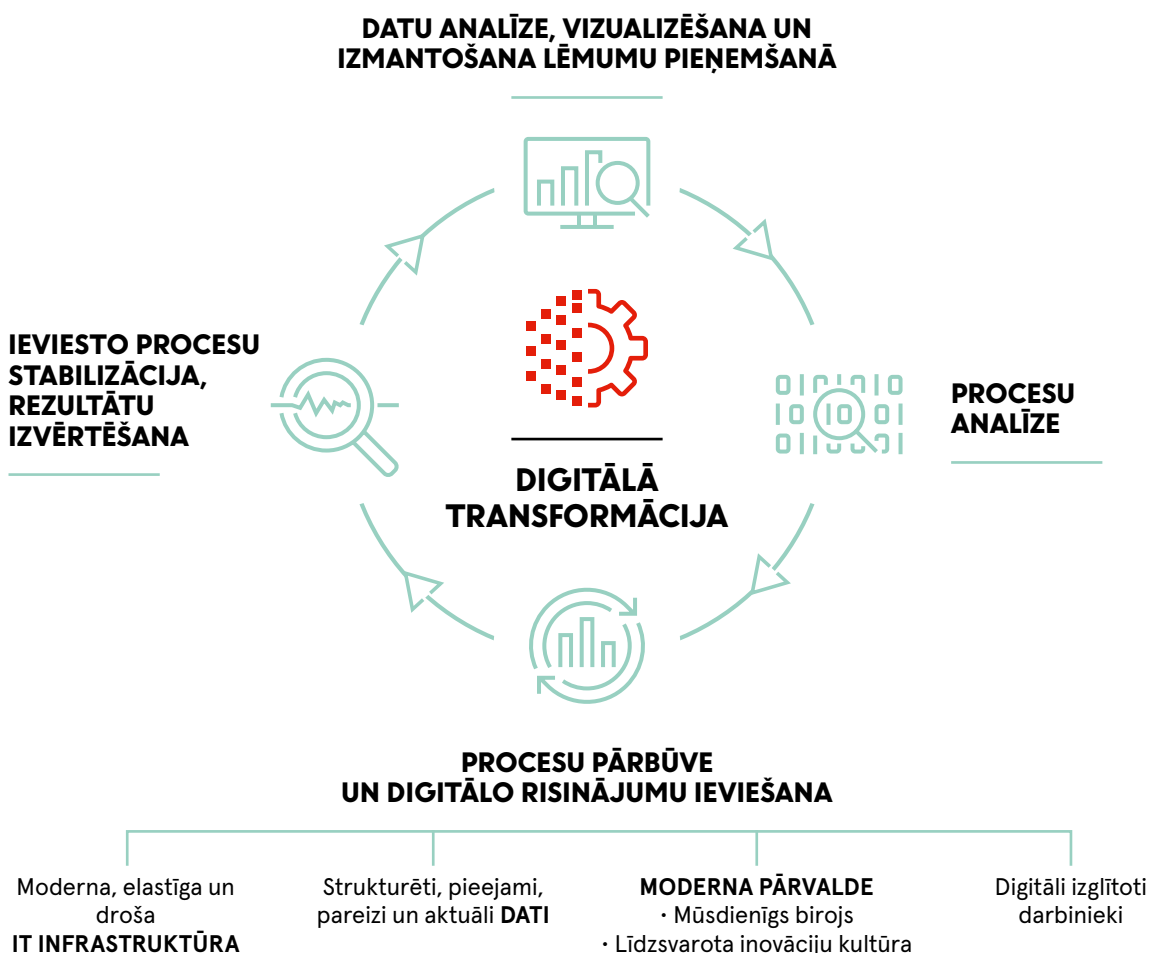 DATU ANALĪZE, VIZUALIZĒŠANA UN
IZMANTOŠANA LĒMUMU PIEŅEMŠANĀ
IEVIESTO PROCESU
STABILIZĀCIJA,
REZULTĀTU
IZVĒRTĒŠANA
PROCESU
ANALĪZE
DIGITĀLĀ
TRANSFORMĀCIJA
PROCESU PĀRBŪVE
UN DIGITĀLO RISINĀJUMU IEVIEŠANA
Moderna, elastīga un
droša
IT INFRASTRUKTŪRA
Strukturēti, pieejami,
pareizi un aktuāli DATI
MODERNA PĀRVALDE
· Mūsdienīgs birojs
· Līdzsvarota inovāciju kultūra
Digitāli izglītoti
darbinieki